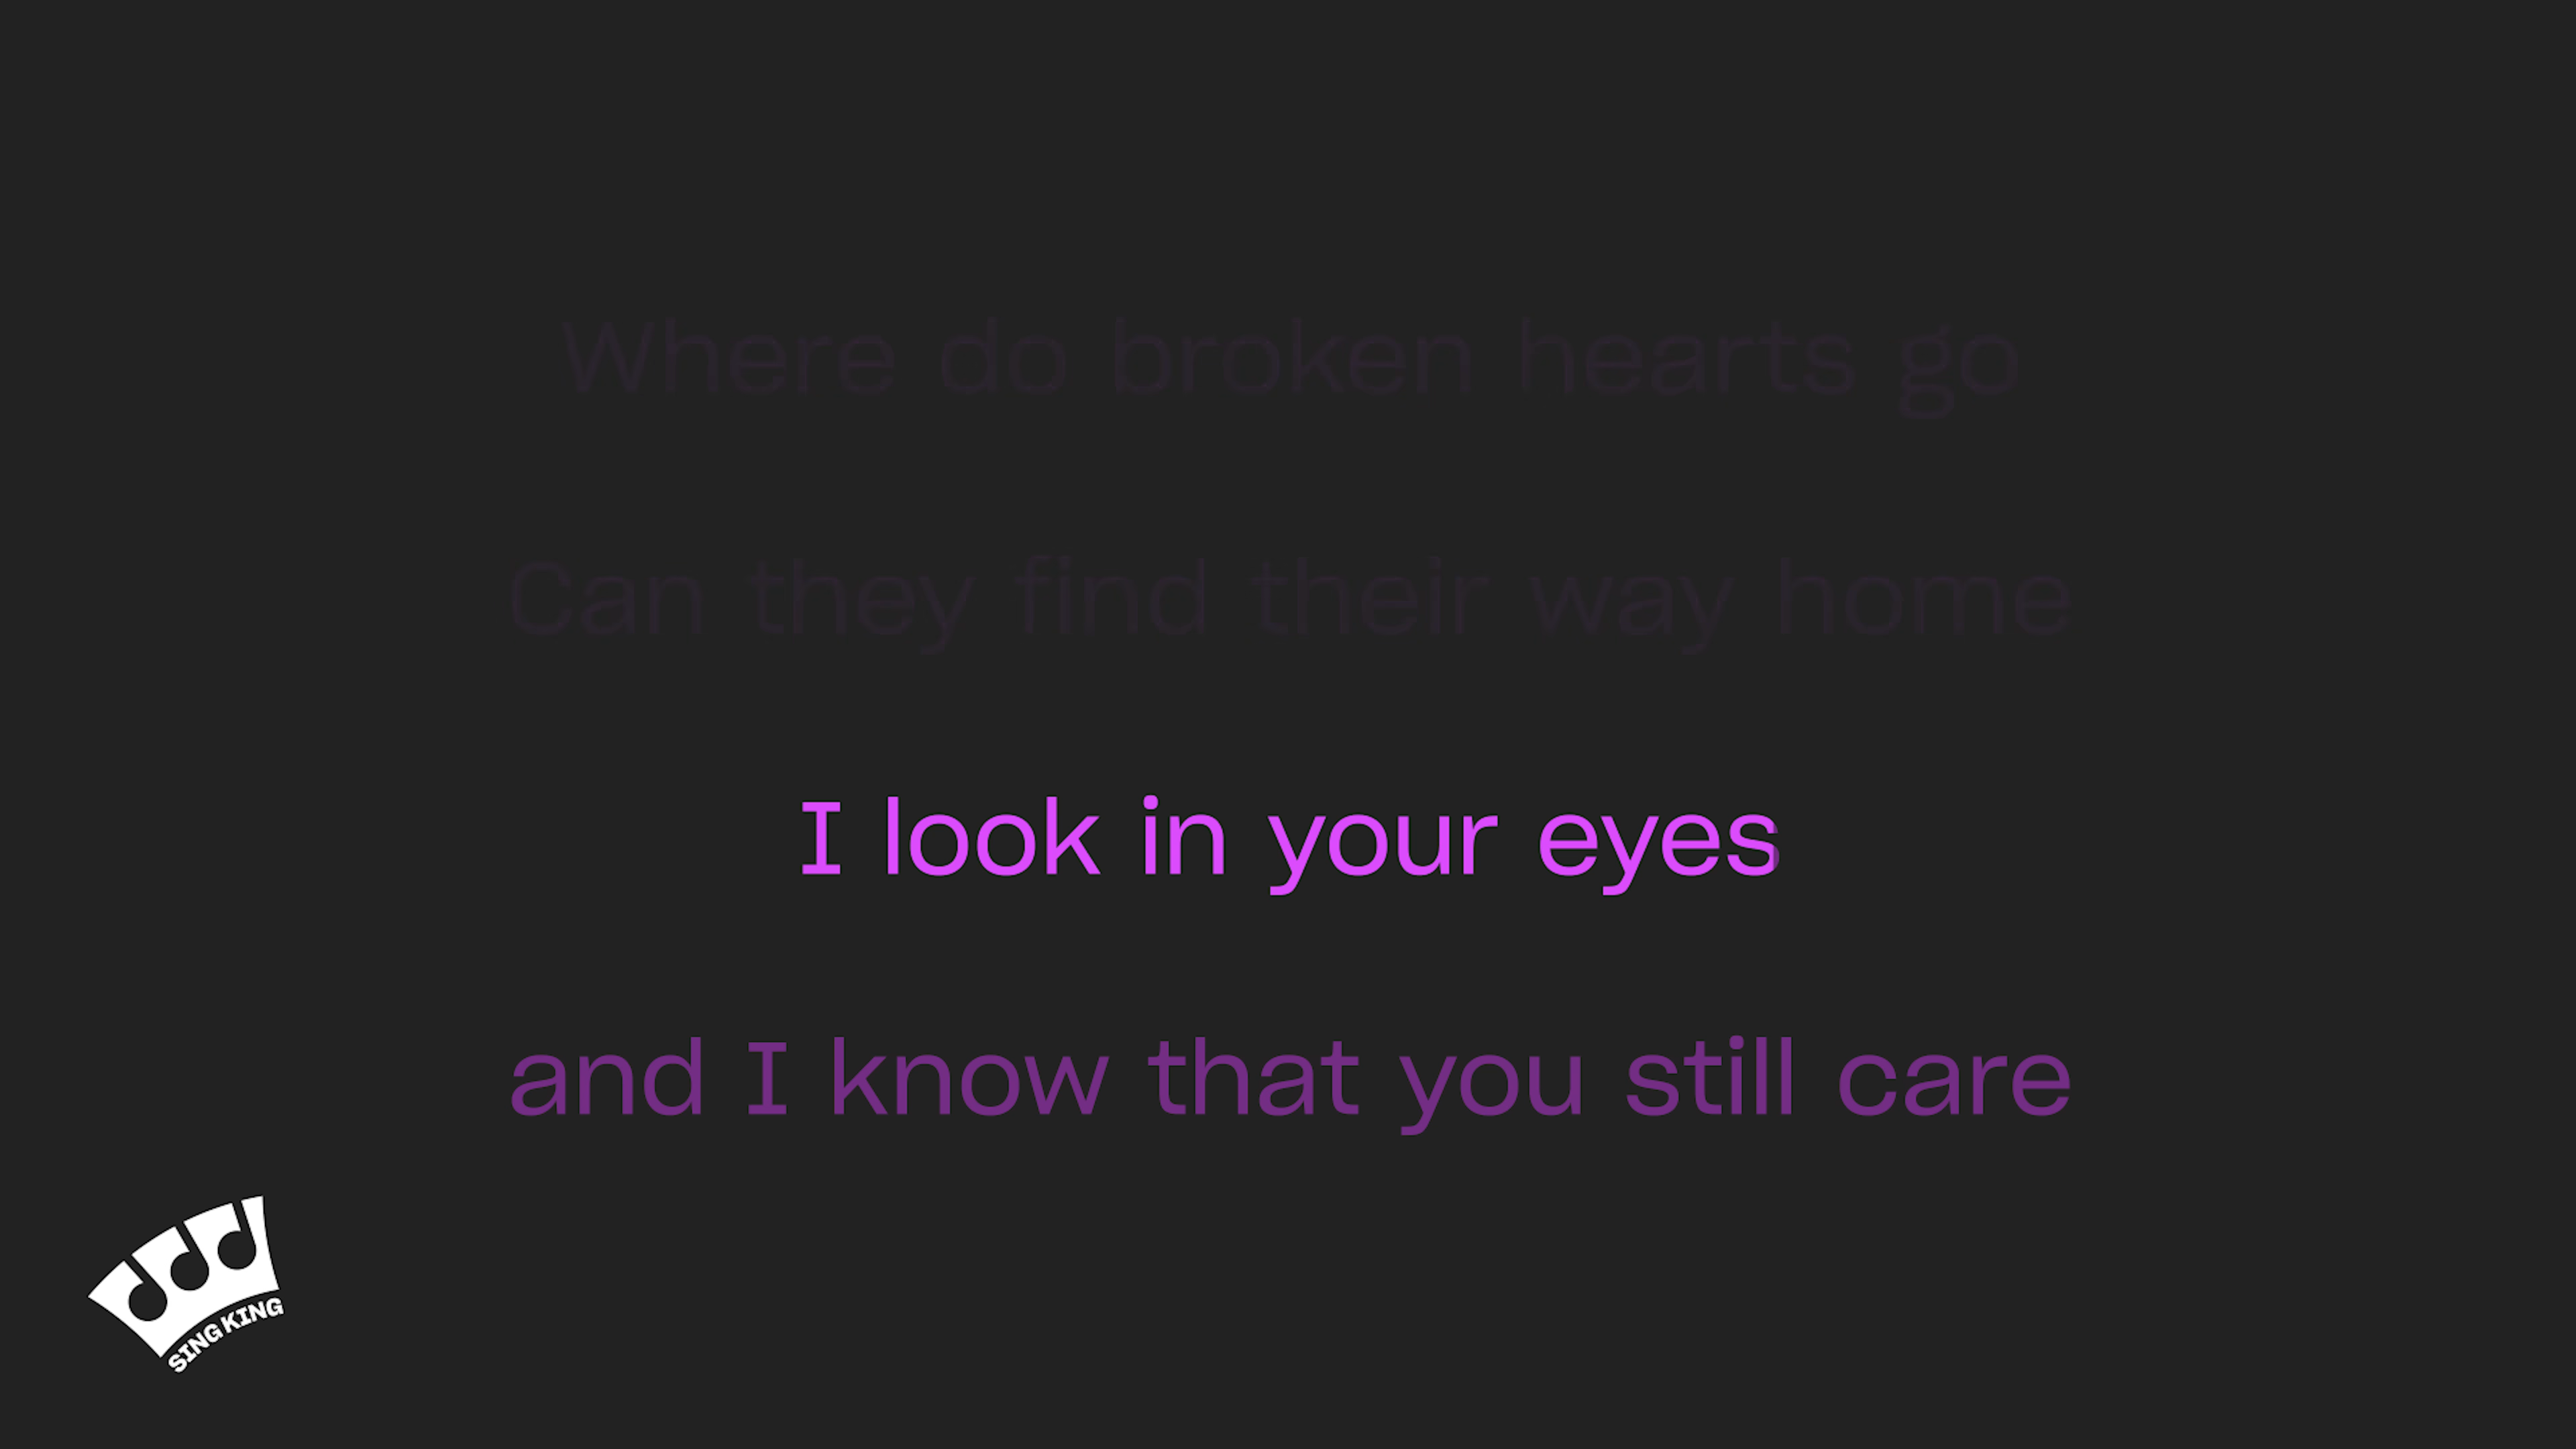 Where do broken hearts go
Can they find their way home
I look in your eyes
and I know that you still care
SING KING